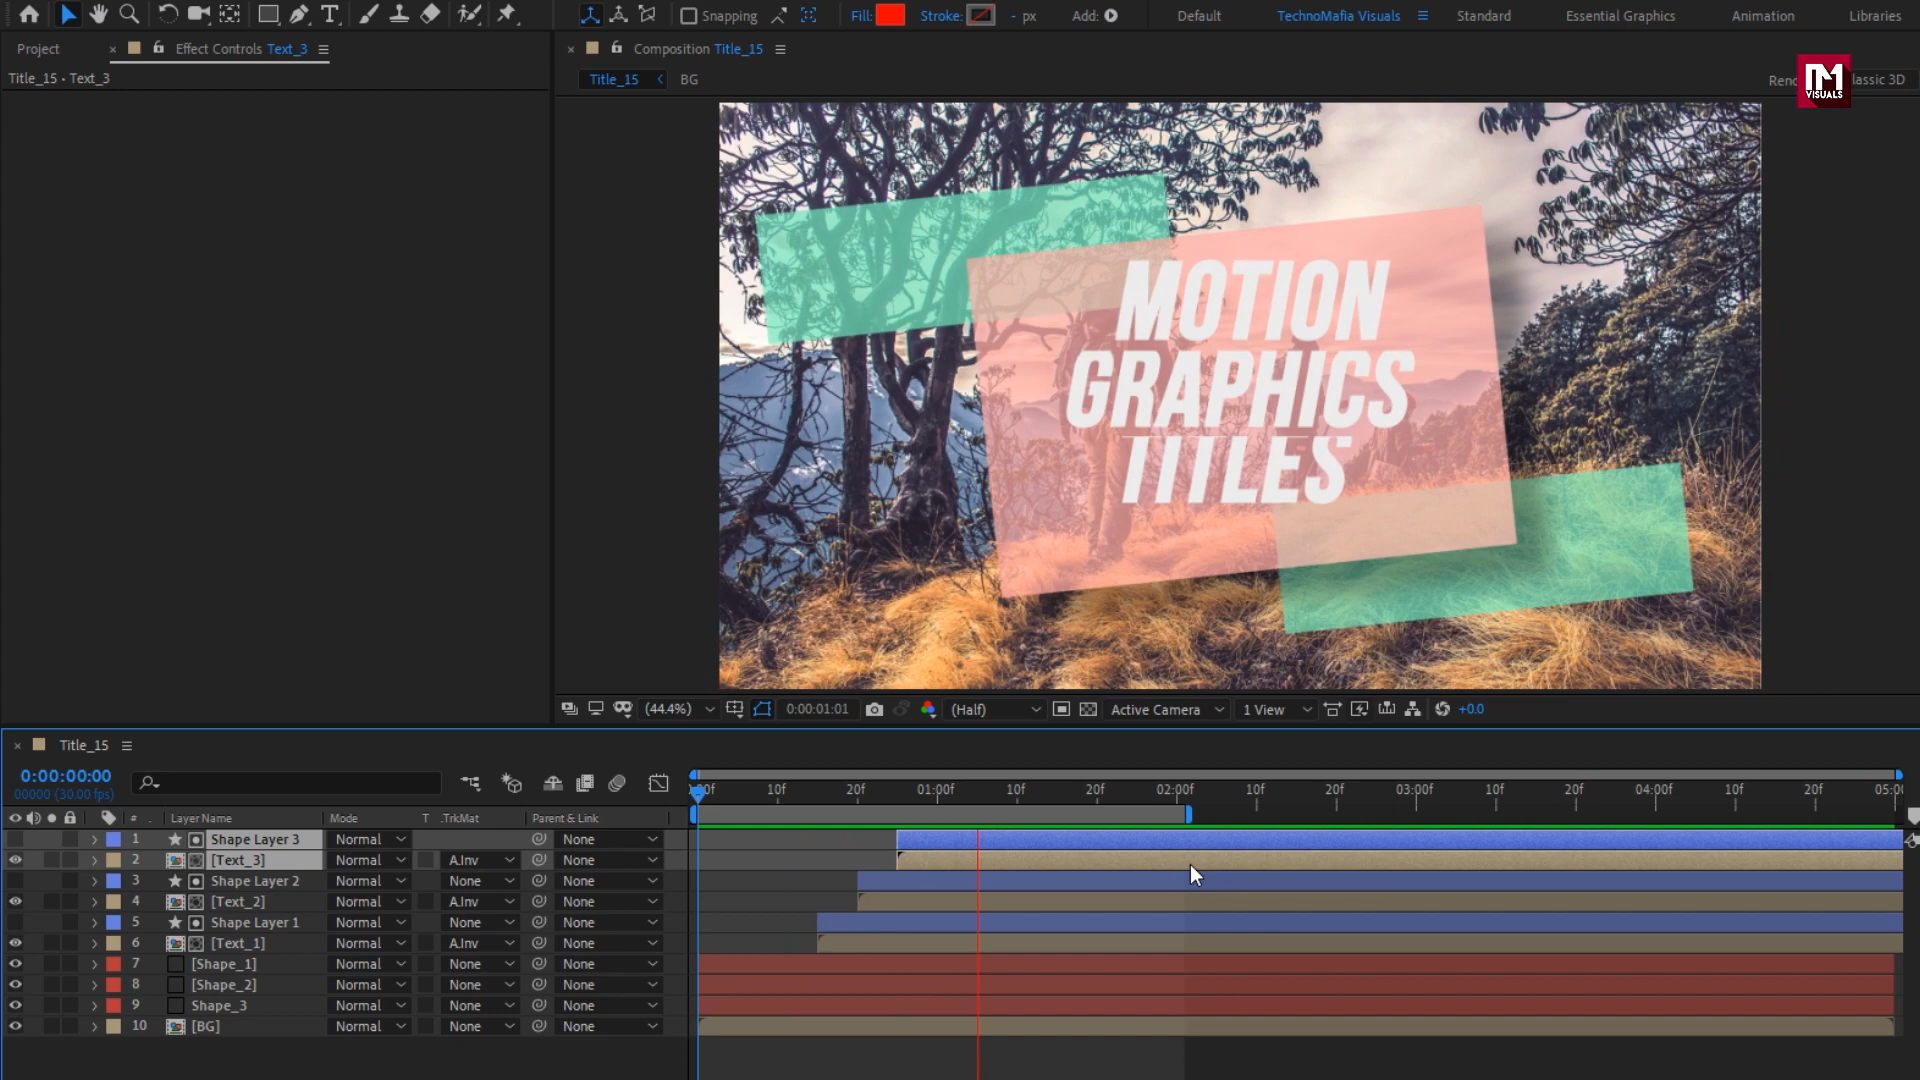 Snapping
Fill:
Stroke:
- px
Add:
Default
TechnoMafia Visuals
Standard
Essential Graphics
Animation
Libraries
Project
Effect Controls Text_3
Composition Title_15
Title_15 • Text_3
Title_15
BG
lassic 3D
M
VISUALS
MOTION
GRAPHICS
TITLES
(44.4%)
0:00:01:01
(Half)
Active Camera
1 View
+0.0
Title_15
0:00:00:00
00000 (30.00 fps)
10f 20f 01:00f 10f 20f 02:00f 10f 20f 03:00f 10f 20f 04:00f 10f 20f 05:00
# Layer Name Mode T .TrkMat Parent & Link
1 Shape Layer 3 Normal None
2 [Text_3] Normal A.Inv None
3 Shape Layer 2 Normal None None
4 [Text_2] Normal A.Inv None
5 Shape Layer 1 Normal None None
6 [Text_1] Normal A.Inv None
7 [Shape_1] Normal None None
8 [Shape_2] Normal None None
9 Shape_3 Normal None None
10 [BG] Normal None None